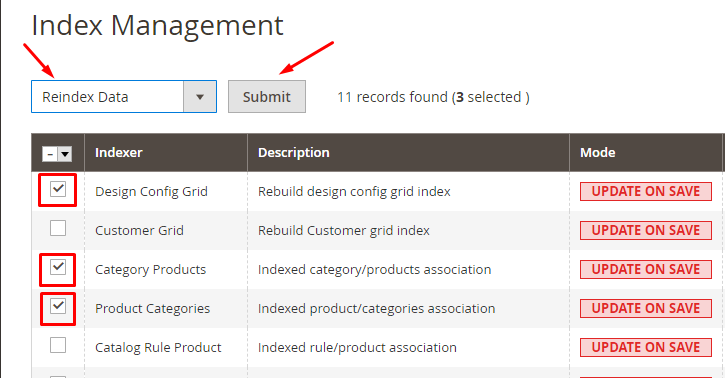 Index Management
Reindex Data Submit 11 records found (3 selected )
Indexer Description Mode
Design Config Grid Rebuild design config grid index UPDATE ON SAVE
Customer Grid Rebuild Customer grid index UPDATE ON SAVE
Category Products Indexed category/products association UPDATE ON SAVE
Product Categories Indexed product/categories association UPDATE ON SAVE
Catalog Rule Product Indexed rule/product association UPDATE ON SAVE